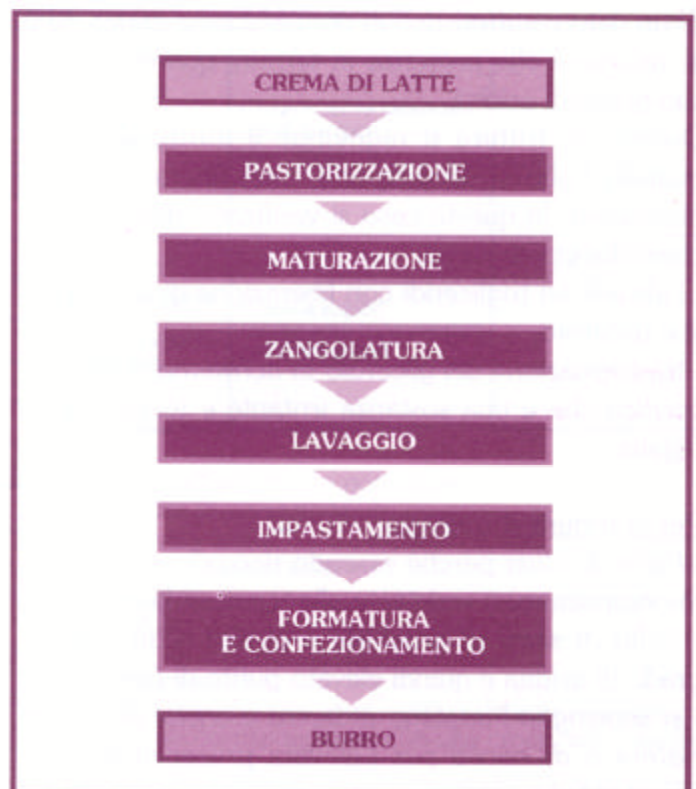 CREMA DI LATTE
PASTORIZZAZIONE
MATURAZIONE
ZANGOLATURA
LAVAGGIO
IMPASTAMENTO
FORMATURA
E CONFEZIONAMENTO
BURRO